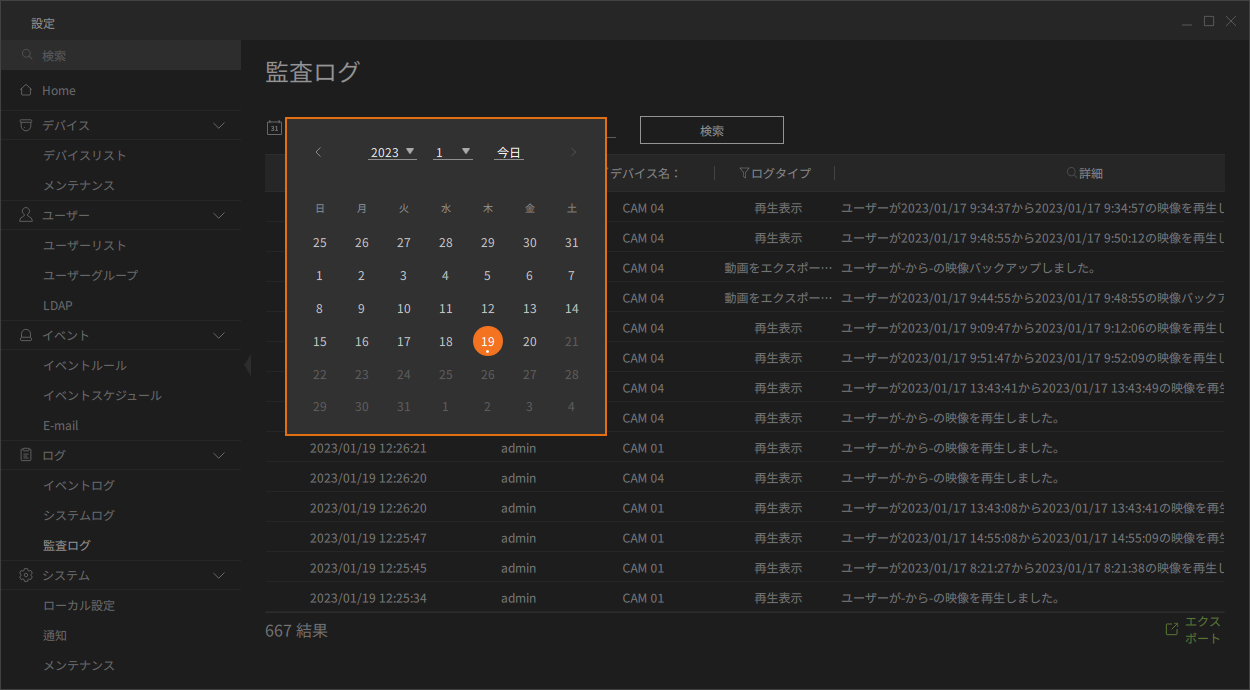 設定
検索
Home
デバイス
デバイスリスト
メンテナンス
ユーザー
ユーザーリスト
ユーザーグループ
LDAP
イベント
イベントルール
イベントスケジュール
E-mail
ログ
イベントログ
システムログ
監査ログ
システム
ローカル設定
通知
メンテナンス
監査ログ
31
検索
2023 1 今日
日 月 火 水 木 金 土
25 26 27 28 29 30 31
1 2 3 4 5 6 7
8 9 10 11 12 13 14
15 16 17 18 19 20 21
22 23 24 25 26 27 28
29 30 31 1 2 3 4
デバイス名: ログタイプ 詳細
CAM 04 再生表示 ユーザーが2023/01/17 9:34:37から2023/01/17 9:34:57の映像を再生し
CAM 04 再生表示 ユーザーが2023/01/17 9:48:55から2023/01/17 9:50:12の映像を再生し
CAM 04 動画をエクスポー… ユーザーが-から-の映像バックアップしました。
CAM 04 動画をエクスポー… ユーザーが2023/01/17 9:44:55から2023/01/17 9:48:55の映像バックア
CAM 04 再生表示 ユーザーが2023/01/17 9:09:47から2023/01/17 9:12:06の映像を再生し
CAM 04 再生表示 ユーザーが2023/01/17 9:51:47から2023/01/17 9:52:09の映像を再生し
CAM 04 再生表示 ユーザーが2023/01/17 13:43:41から2023/01/17 13:43:49の映像を再生
CAM 04 再生表示 ユーザーが-から-の映像を再生しました。
2023/01/19 12:26:21 admin CAM 01 再生表示 ユーザーが-から-の映像を再生しました。
2023/01/19 12:26:20 admin CAM 04 再生表示 ユーザーが-から-の映像を再生しました。
2023/01/19 12:26:20 admin CAM 01 再生表示 ユーザーが2023/01/17 13:43:08から2023/01/17 13:43:41の映像を再生
2023/01/19 12:25:47 admin CAM 01 再生表示 ユーザーが2023/01/17 14:55:08から2023/01/17 14:55:09の映像を再生
2023/01/19 12:25:45 admin CAM 01 再生表示 ユーザーが2023/01/17 8:21:27から2023/01/17 8:21:38の映像を再生し
2023/01/19 12:25:34 admin CAM 01 再生表示 ユーザーが-から-の映像を再生しました。
667 結果
エクス
ポート